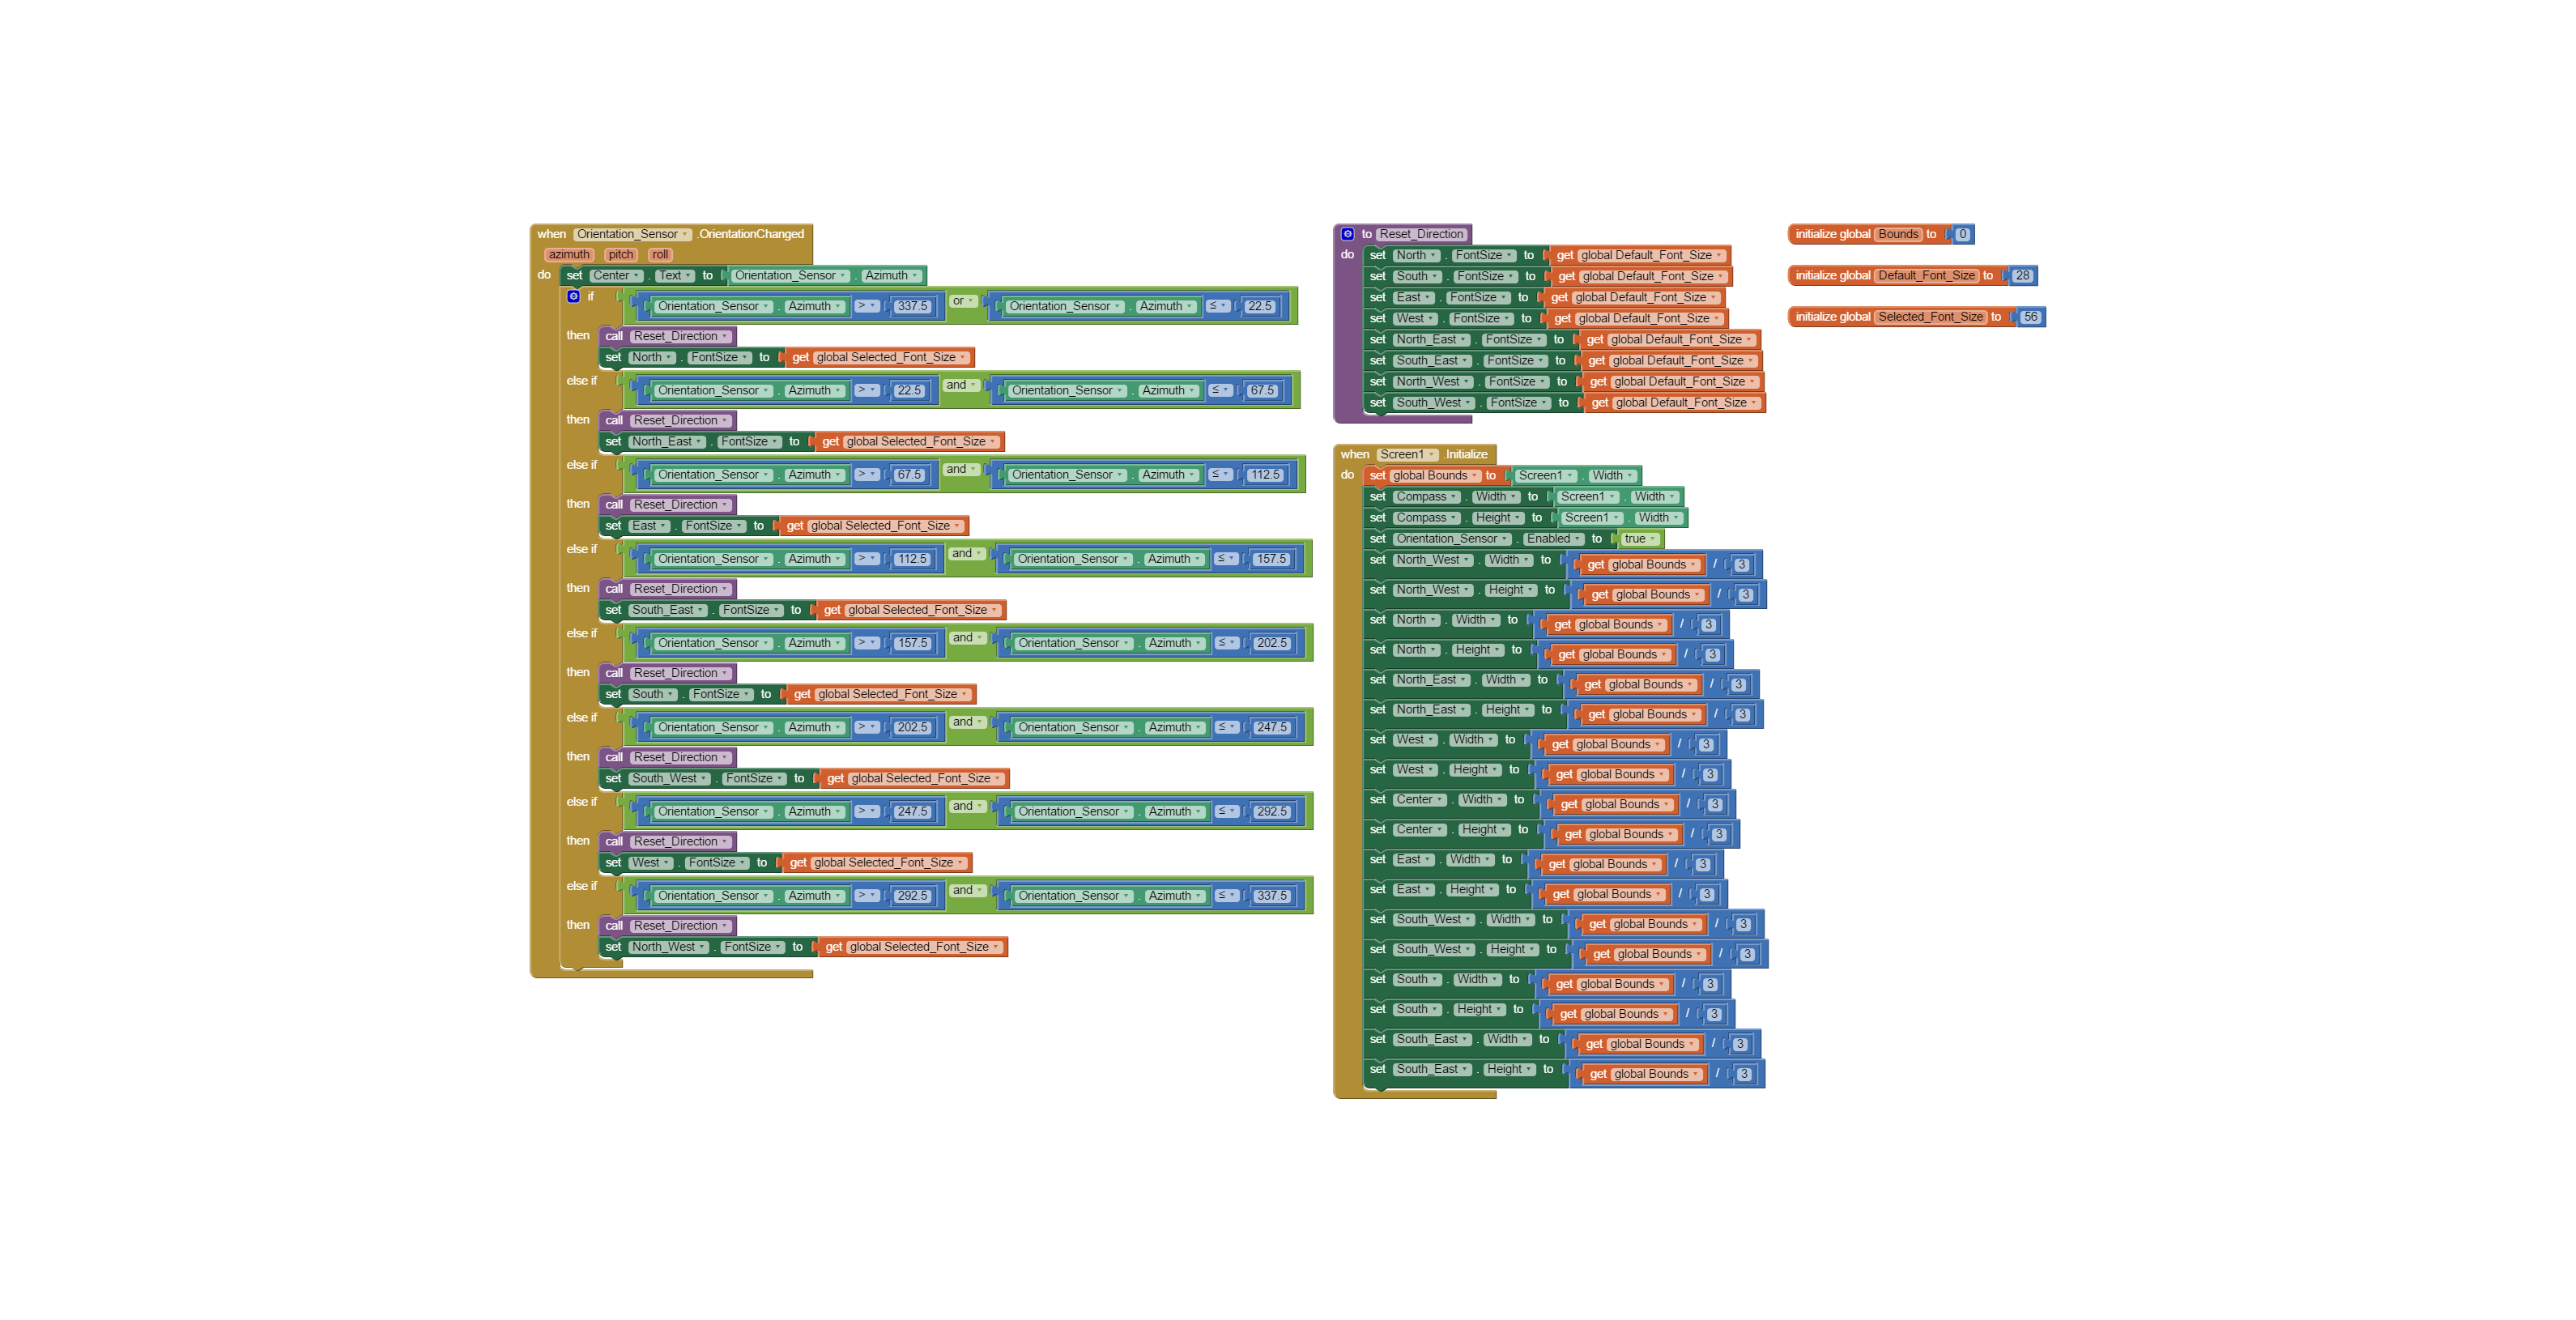 when Orientation_Sensor .OrientationChanged
azimuth pitch roll
do set Center . Text to Orientation_Sensor . Azimuth
if Orientation_Sensor . Azimuth > 337.5 or Orientation_Sensor . Azimuth ≤ 22.5
then call Reset_Direction
set North . FontSize to get global Selected_Font_Size
else if Orientation_Sensor . Azimuth > 22.5 and Orientation_Sensor . Azimuth ≤ 67.5
then call Reset_Direction
set North_East . FontSize to get global Selected_Font_Size
else if Orientation_Sensor . Azimuth > 67.5 and Orientation_Sensor . Azimuth ≤ 112.5
then call Reset_Direction
set East . FontSize to get global Selected_Font_Size
else if Orientation_Sensor . Azimuth > 112.5 and Orientation_Sensor . Azimuth ≤ 157.5
then call Reset_Direction
set South_East . FontSize to get global Selected_Font_Size
else if Orientation_Sensor . Azimuth > 157.5 and Orientation_Sensor . Azimuth ≤ 202.5
then call Reset_Direction
set South . FontSize to get global Selected_Font_Size
else if Orientation_Sensor . Azimuth > 202.5 and Orientation_Sensor . Azimuth ≤ 247.5
then call Reset_Direction
set South_West . FontSize to get global Selected_Font_Size
else if Orientation_Sensor . Azimuth > 247.5 and Orientation_Sensor . Azimuth ≤ 292.5
then call Reset_Direction
set West . FontSize to get global Selected_Font_Size
else if Orientation_Sensor . Azimuth > 292.5 and Orientation_Sensor . Azimuth ≤ 337.5
then call Reset_Direction
set North_West . FontSize to get global Selected_Font_Size
to Reset_Direction
do set North . FontSize to get global Default_Font_Size
set South . FontSize to get global Default_Font_Size
set East . FontSize to get global Default_Font_Size
set West . FontSize to get global Default_Font_Size
set North_East . FontSize to get global Default_Font_Size
set South_East . FontSize to get global Default_Font_Size
set North_West . FontSize to get global Default_Font_Size
set South_West . FontSize to get global Default_Font_Size
when Screen1 .Initialize
do set global Bounds to Screen1 . Width
set Compass . Width to Screen1 . Width
set Compass . Height to Screen1 . Width
set Orientation_Sensor . Enabled to true
set North_West . Width to get global Bounds / 3
set North_West . Height to get global Bounds / 3
set North . Width to get global Bounds / 3
set North . Height to get global Bounds / 3
set North_East . Width to get global Bounds / 3
set North_East . Height to get global Bounds / 3
set West . Width to get global Bounds / 3
set West . Height to get global Bounds / 3
set Center . Width to get global Bounds / 3
set Center . Height to get global Bounds / 3
set East . Width to get global Bounds / 3
set East . Height to get global Bounds / 3
set South_West . Width to get global Bounds / 3
set South_West . Height to get global Bounds / 3
set South . Width to get global Bounds / 3
set South . Height to get global Bounds / 3
set South_East . Width to get global Bounds / 3
set South_East . Height to get global Bounds / 3
initialize global Bounds to 0
initialize global Default_Font_Size to 28
initialize global Selected_Font_Size to 56